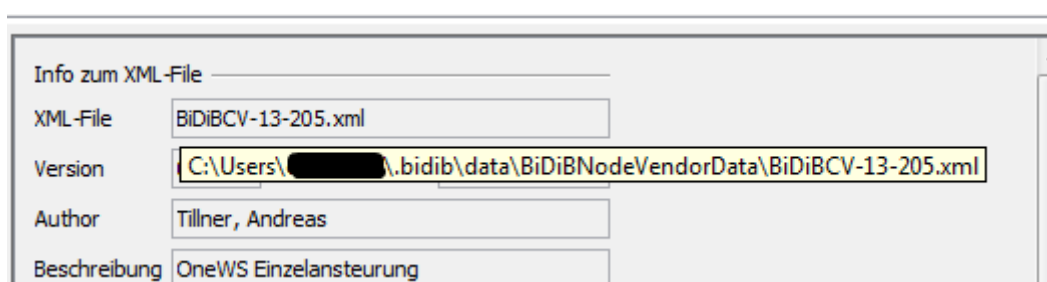 Info zum XML-File
XML-File BiDiBCV-13-205.xml
Version C:\Users\ \.bidib\data\BiDiBNodeVendorData\BiDiBCV-13-205.xml
Author Tillner, Andreas
Beschreibung OneWS Einzelansteurung